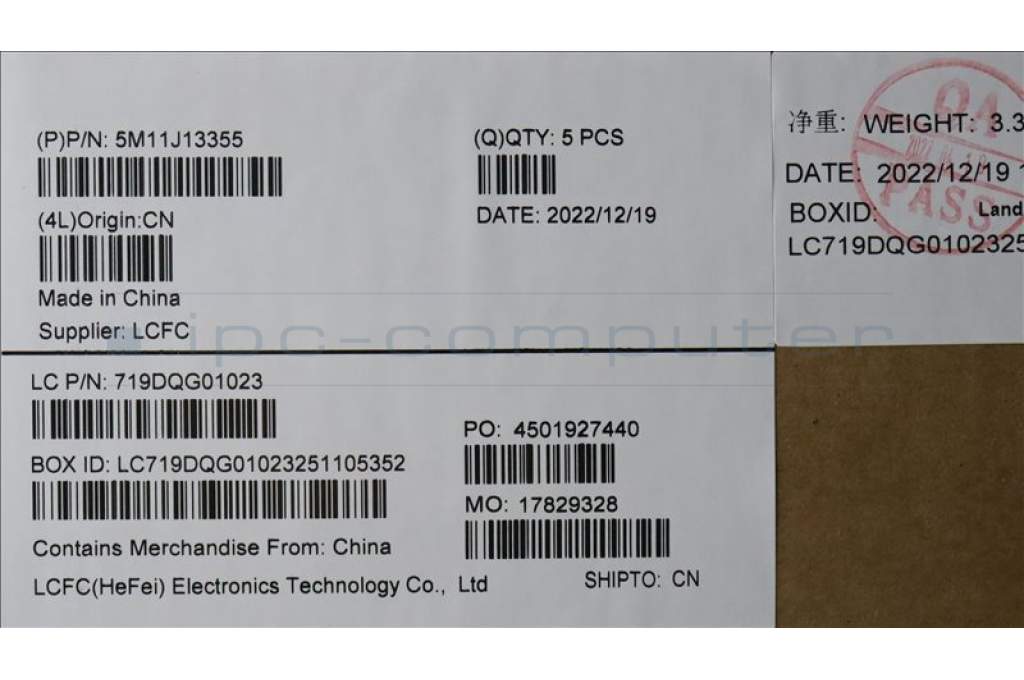 (P)P/N: 5M11J13355
(Q)QTY: 5 PCS
(4L)Origin:CN
DATE: 2022/12/19
Made in China
Supplier: LCFC
净重: WEIGHT: 3.3
DATE: 2022/12/19
BOXID: Land
LC719DQG0102325
QA
PASS
ipc-computer
LC P/N: 719DQG01023
PO: 4501927440
BOX ID: LC719DQG01023251105352
MO: 17829328
Contains Merchandise From: China
LCFC(HeFei) Electronics Technology Co., Ltd
SHIPTO: CN